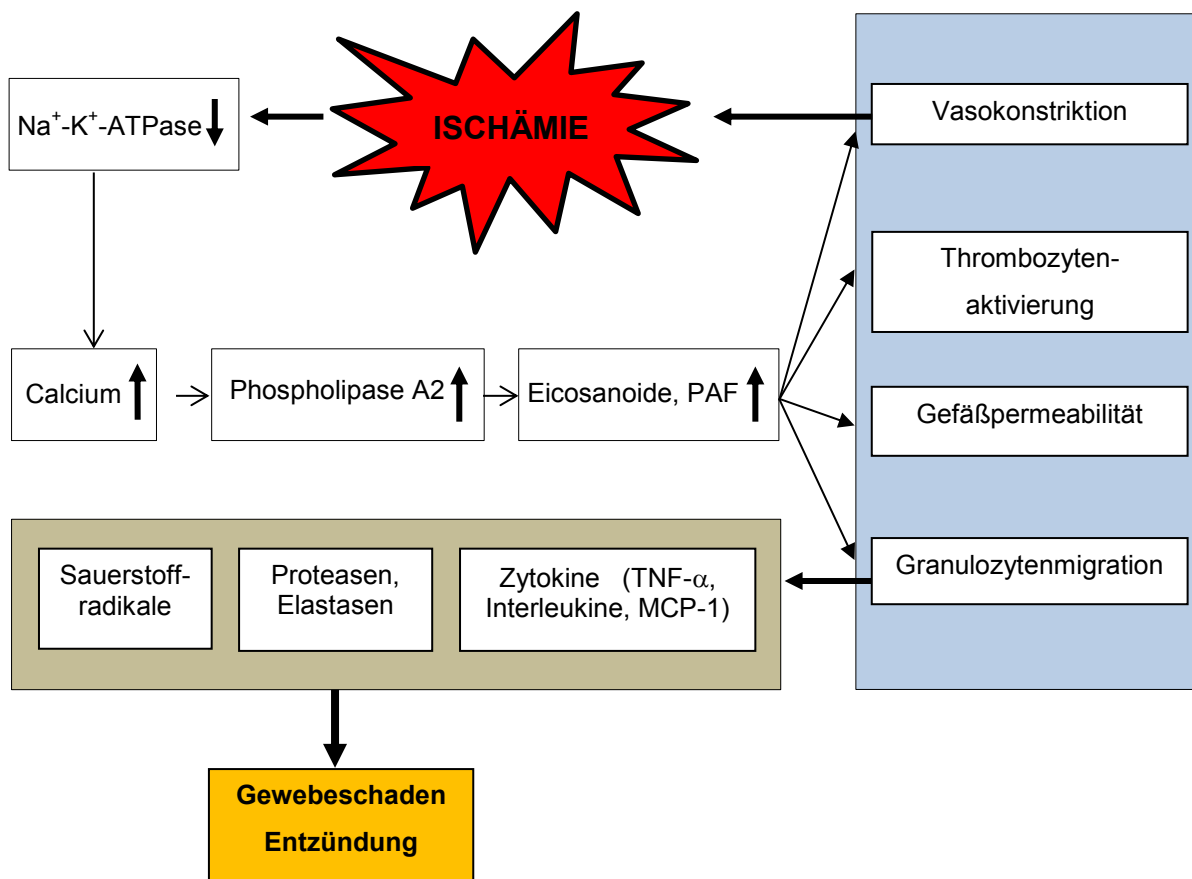 ISCHÄMIE
Na⁺-K⁺-ATPase
Vasokonstriktion
Thrombozyten-
aktivierung
Calcium
Phospholipase A2
Eicosanoide, PAF
Gefäßpermeabilität
Granulozytenmigration
Sauerstoff-
radikale
Proteasen,
Elastasen
Zytokine (TNF-α,
Interleukine, MCP-1)
Gewebeschaden
Entzündung